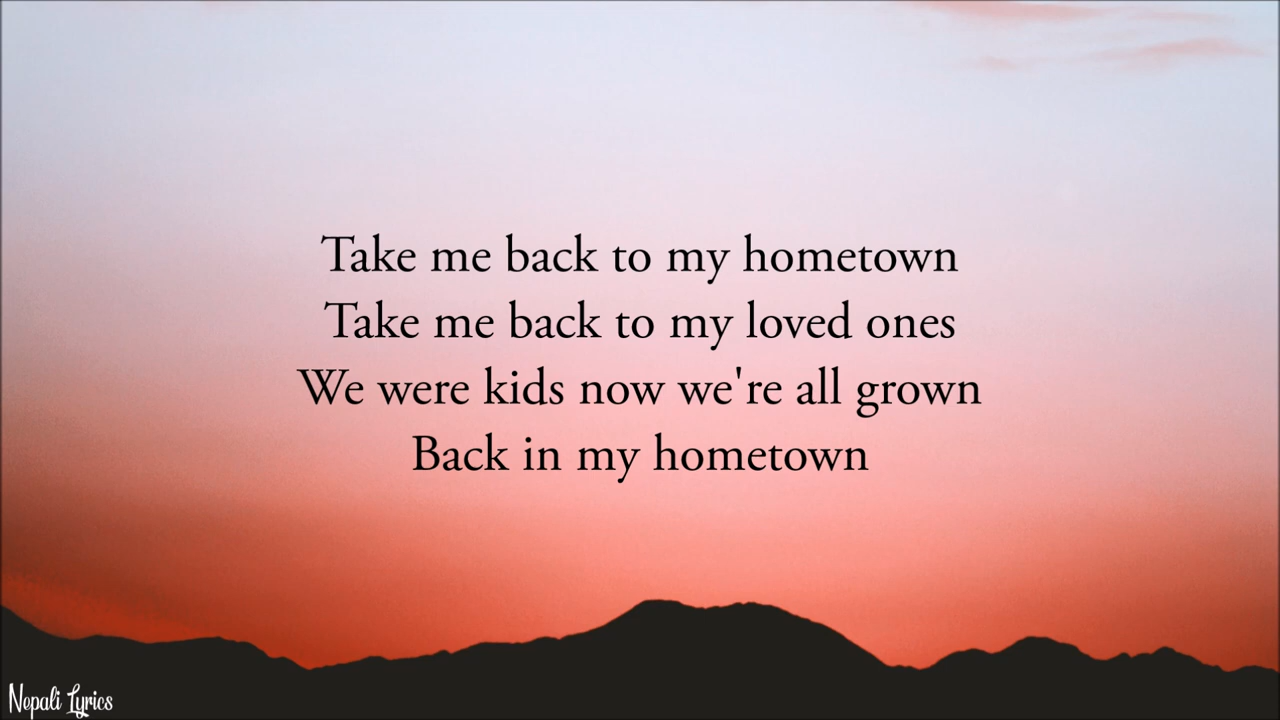 Take me back to my hometown
Take me back to my loved ones
We were kids now we're all grown
Back in my hometown
Nepali Lyrics